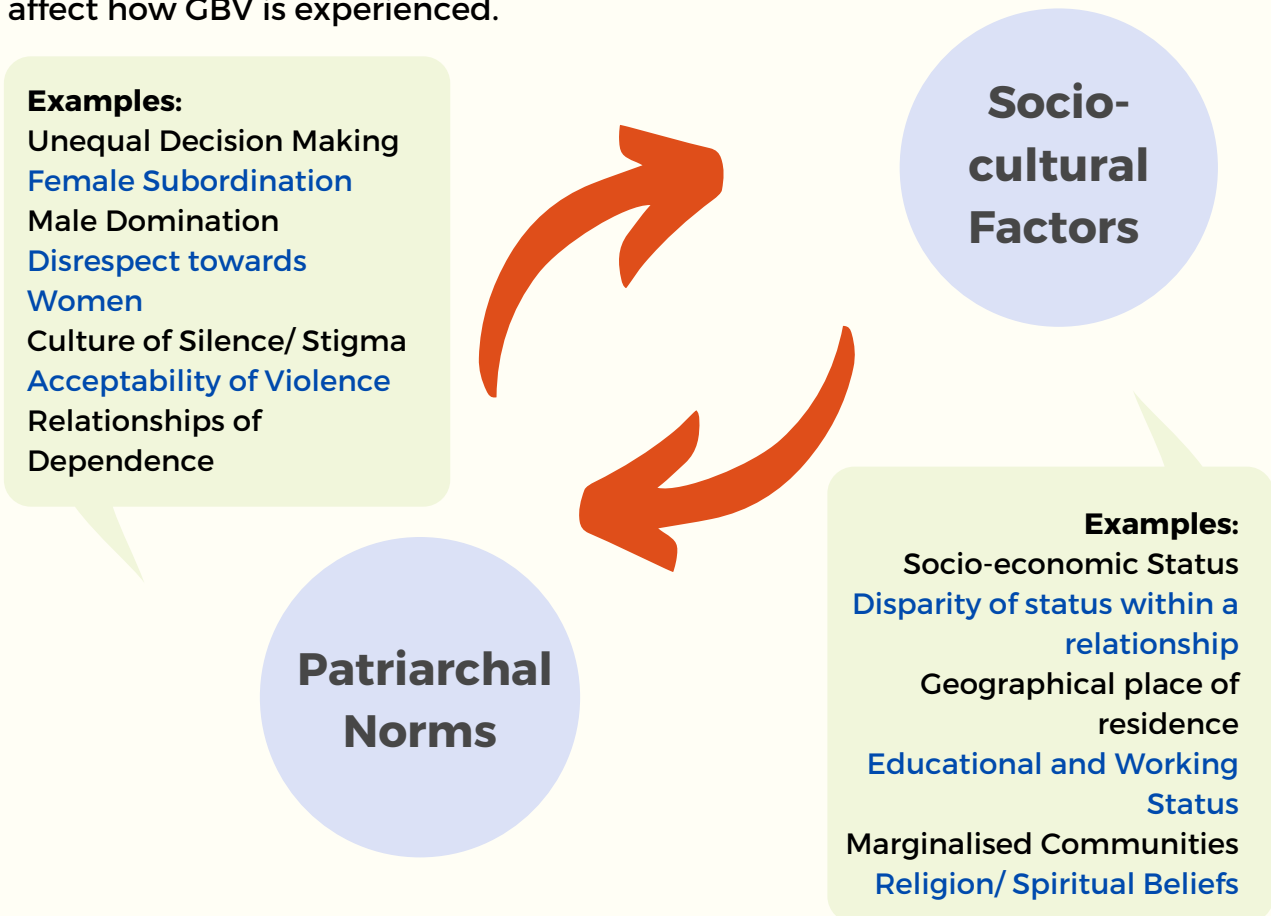 affect how GBV is experienced.
Examples:
Unequal Decision Making
Female Subordination
Male Domination
Disrespect towards
Women
Culture of Silence/ Stigma
Acceptability of Violence
Relationships of
Dependence
Socio-
cultural
Factors
Patriarchal
Norms
Examples:
Socio-economic Status
Disparity of status within a
relationship
Geographical place of
residence
Educational and Working
Status
Marginalised Communities
Religion/ Spiritual Beliefs